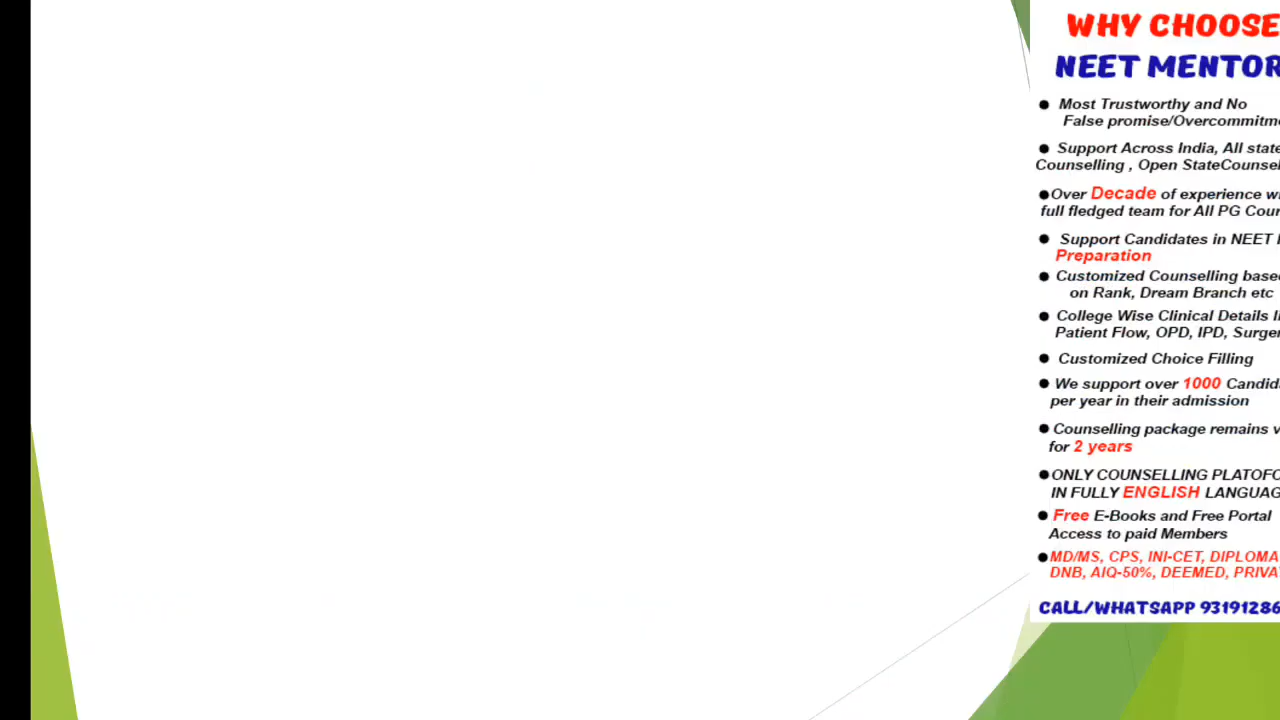 WHY CHOOSE
NEET MENTOR
● Most Trustworthy and No
False promise/Overcommitm
● Support Across India, All state
Counselling , Open StateCounsel
●Over Decade of experience wi
full fledged team for All PG Coun
● Support Candidates in NEET
Preparation
● Customized Counselling base
on Rank, Dream Branch etc
● College Wise Clinical Details
Patient Flow, OPD, IPD, Surger
● Customized Choice Filling
● We support over 1000 Candid
per year in their admission
● Counselling package remains v
for 2 years
●ONLY COUNSELLING PLATOFO
IN FULLY ENGLISH LANGUAG
● Free E-Books and Free Portal
Access to paid Members
●MD/MS, CPS, INI-CET, DIPLOMA
DNB, AIQ-50%, DEEMED, PRIVA
CALL/WHATSAPP 93191286